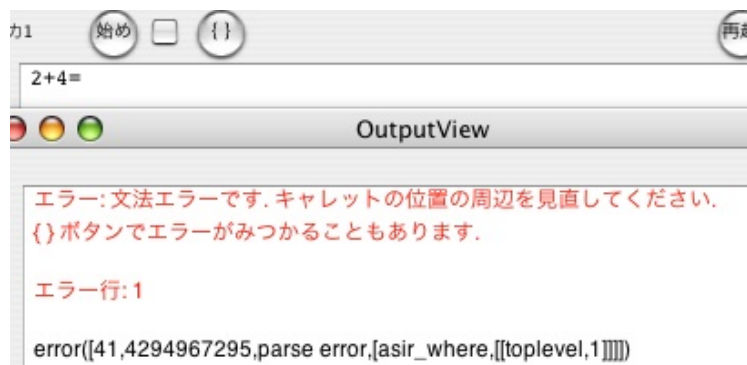 力1 始め { } 再起
2+4=
OutputView
エラー: 文法エラーです. キャレットの位置の周辺を見直してください.
{ } ボタンでエラーがみつかることもあります.
エラー行: 1
error([41,4294967295,parse error,[asir_where,[[toplevel,1]]]])